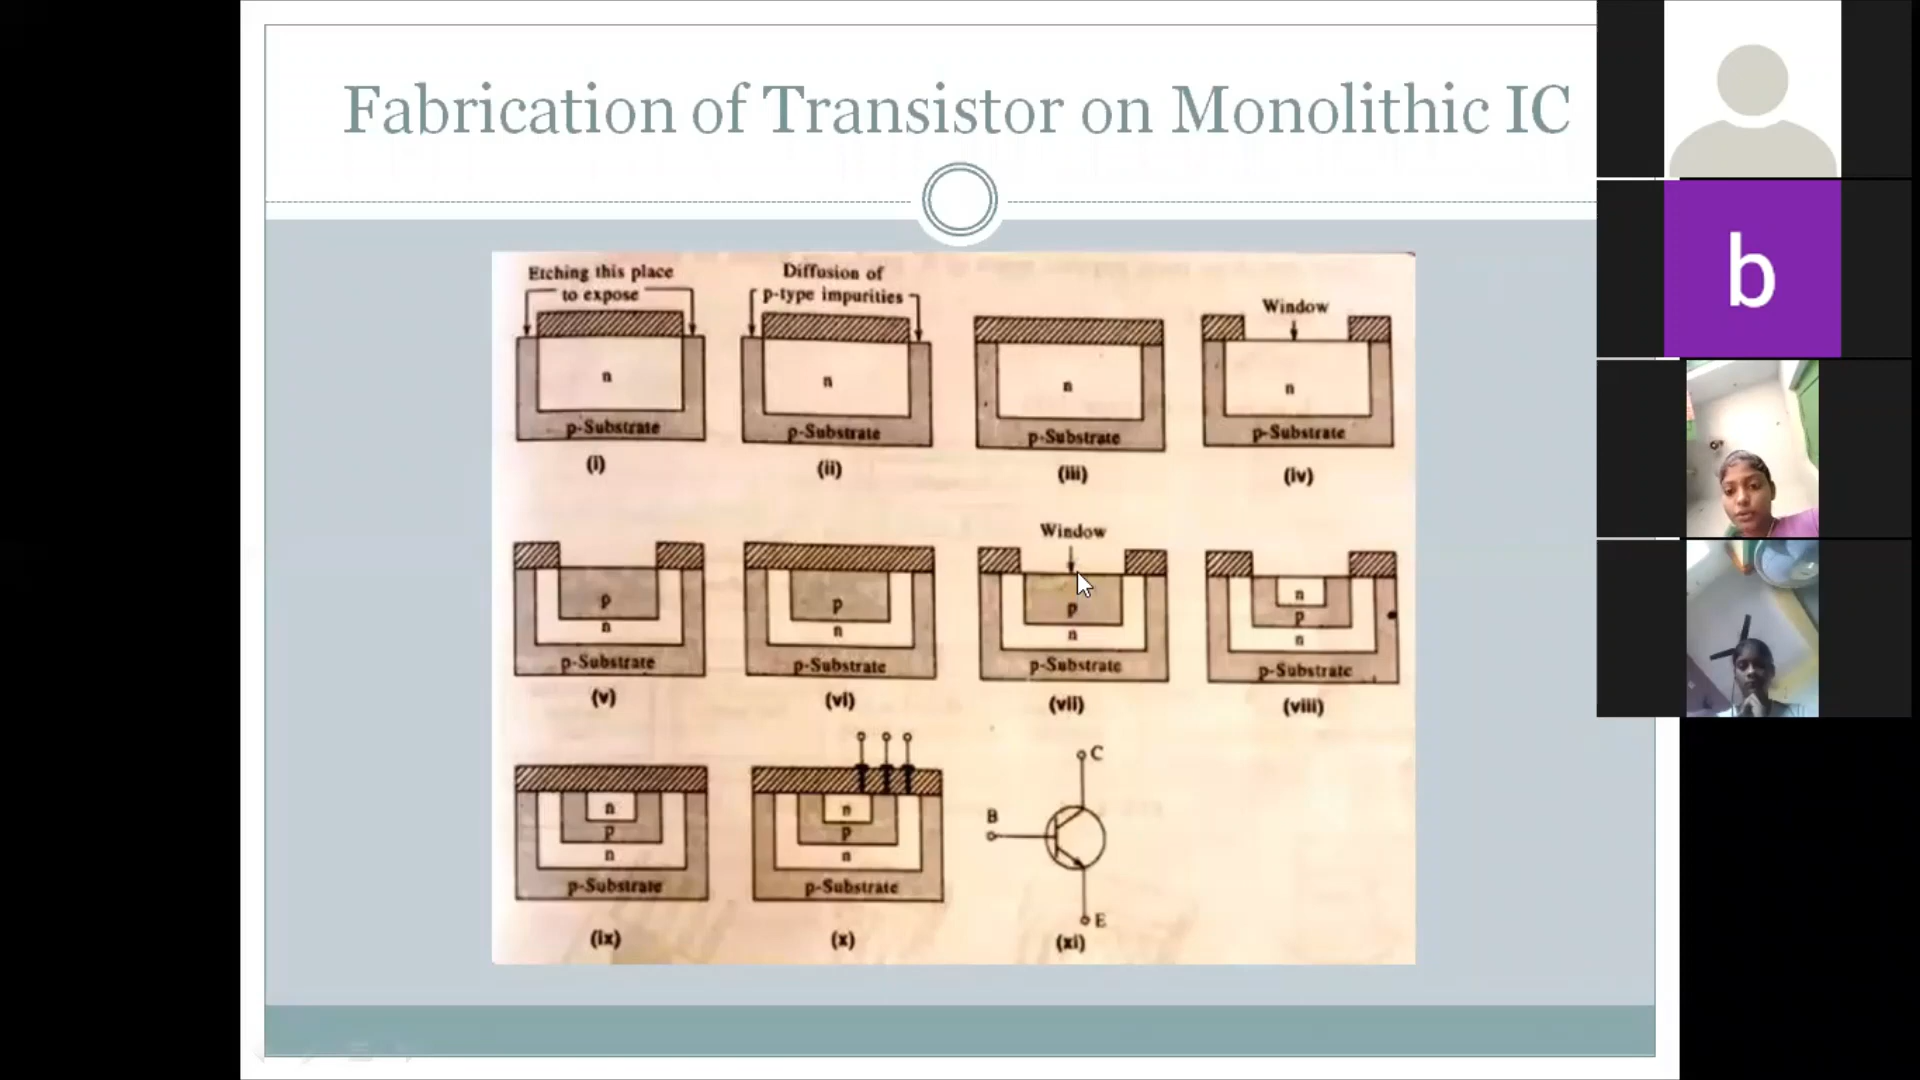 Fabrication of Transistor on Monolithic IC
b
Etching this place
to expose
Diffusion of
p-type impurities
Window
n
n
n
n
p-Substrate
p-Substrate
p-Substrate
p-Substrate
(i)
(ii)
(iii)
(iv)
Window
p
n
p
n
p
n
n
p
n
p-Substrate
p-Substrate
p-Substrate
p-Substrate
(v)
(vi)
(vii)
(viii)
n
p
n
p-Substrate
n
p
n
p-Substrate
C
B
E
(ix)
(x)
(xi)